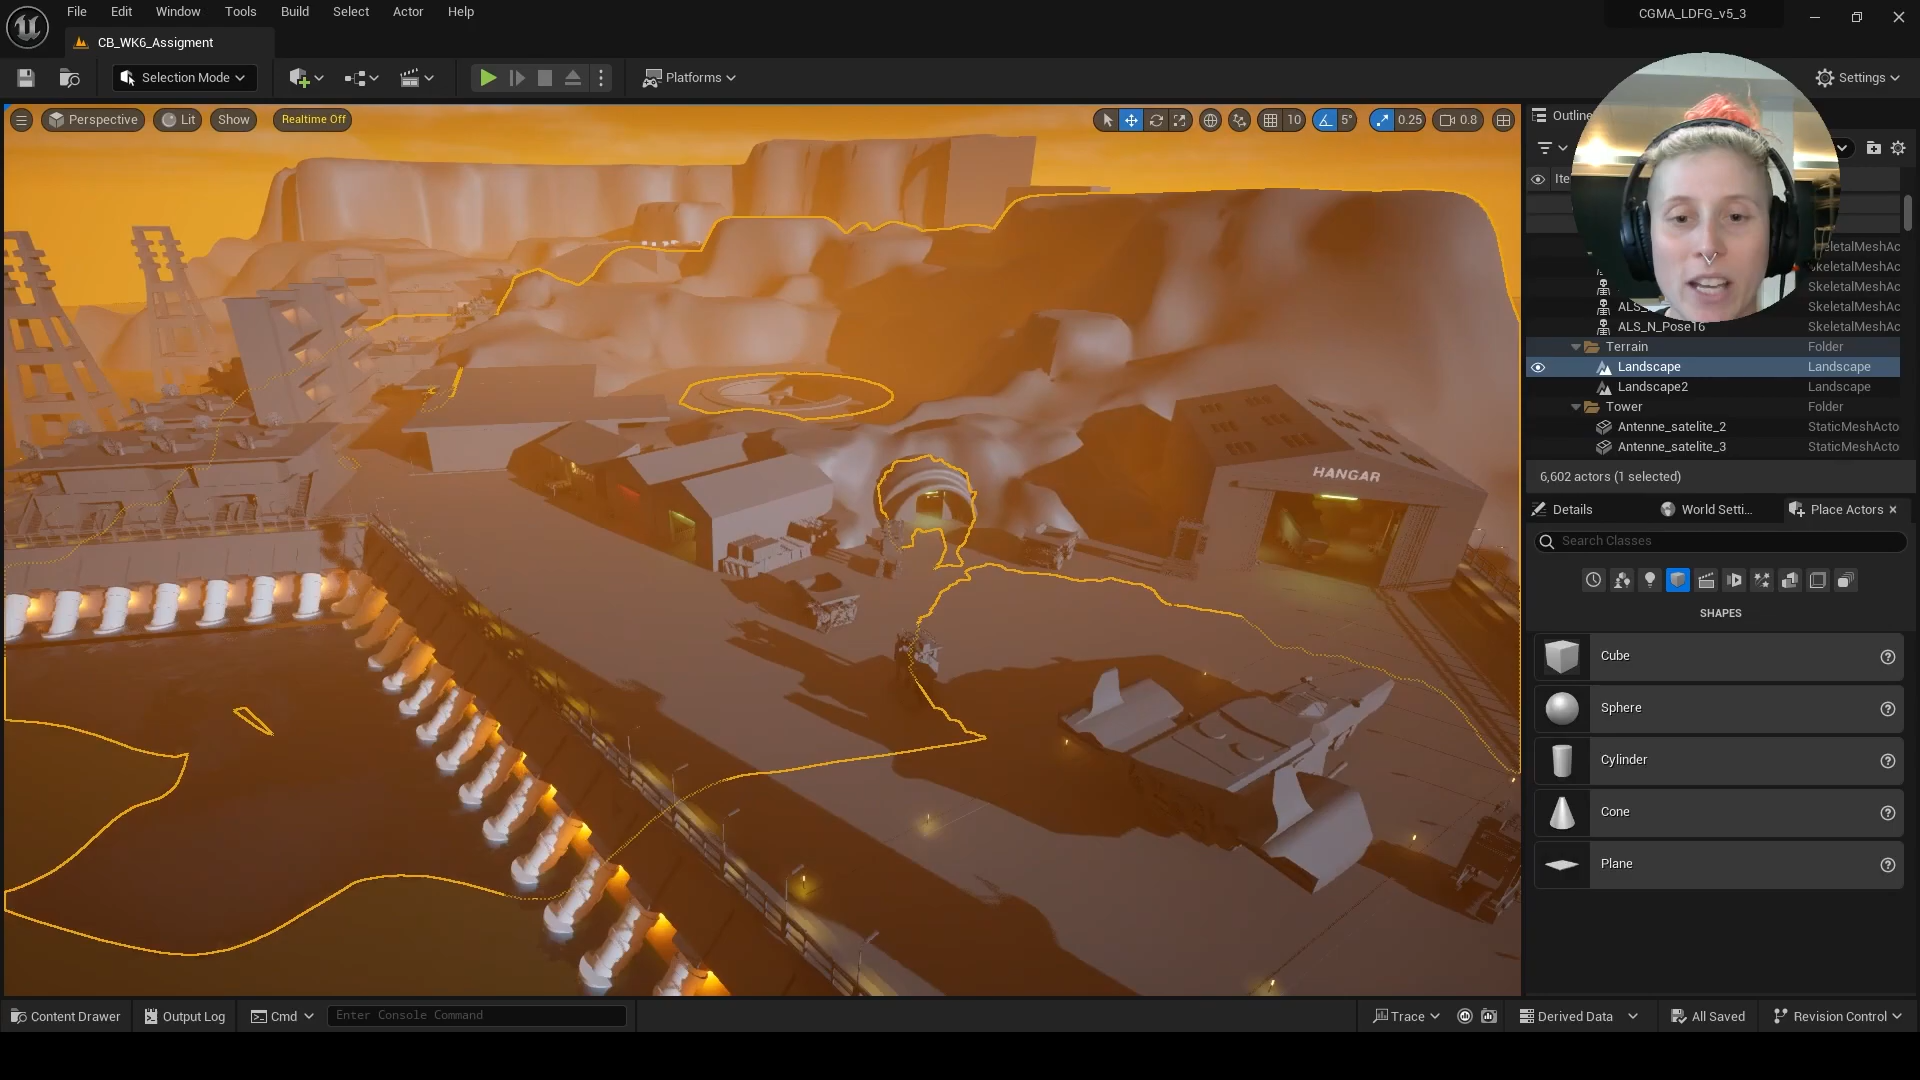 File Edit Window Tools Build Select Actor Help
CGMA_LDFG_v5_3
CB_WK6_Assigment
Selection Mode
Platforms
Settings
Perspective
Lit
Show
Realtime Off
10
5°
0.25
0.8
HANGAR
SkeletalMeshAc
SkeletalMeshAc
ALS_N_Pose16 SkeletalMeshAc
Terrain Folder
Landscape Landscape
Landscape2 Landscape
Tower Folder
Antenne_satelite_2 StaticMeshActo
Antenne_satelite_3 StaticMeshActo
6,602 actors (1 selected)
Details
World Setti...
Place Actors
Search Classes
SHAPES
Cube
Sphere
Cylinder
Cone
Plane
Content Drawer
Output Log
Cmd
Enter Console Command
Trace
Derived Data
All Saved
Revision Control